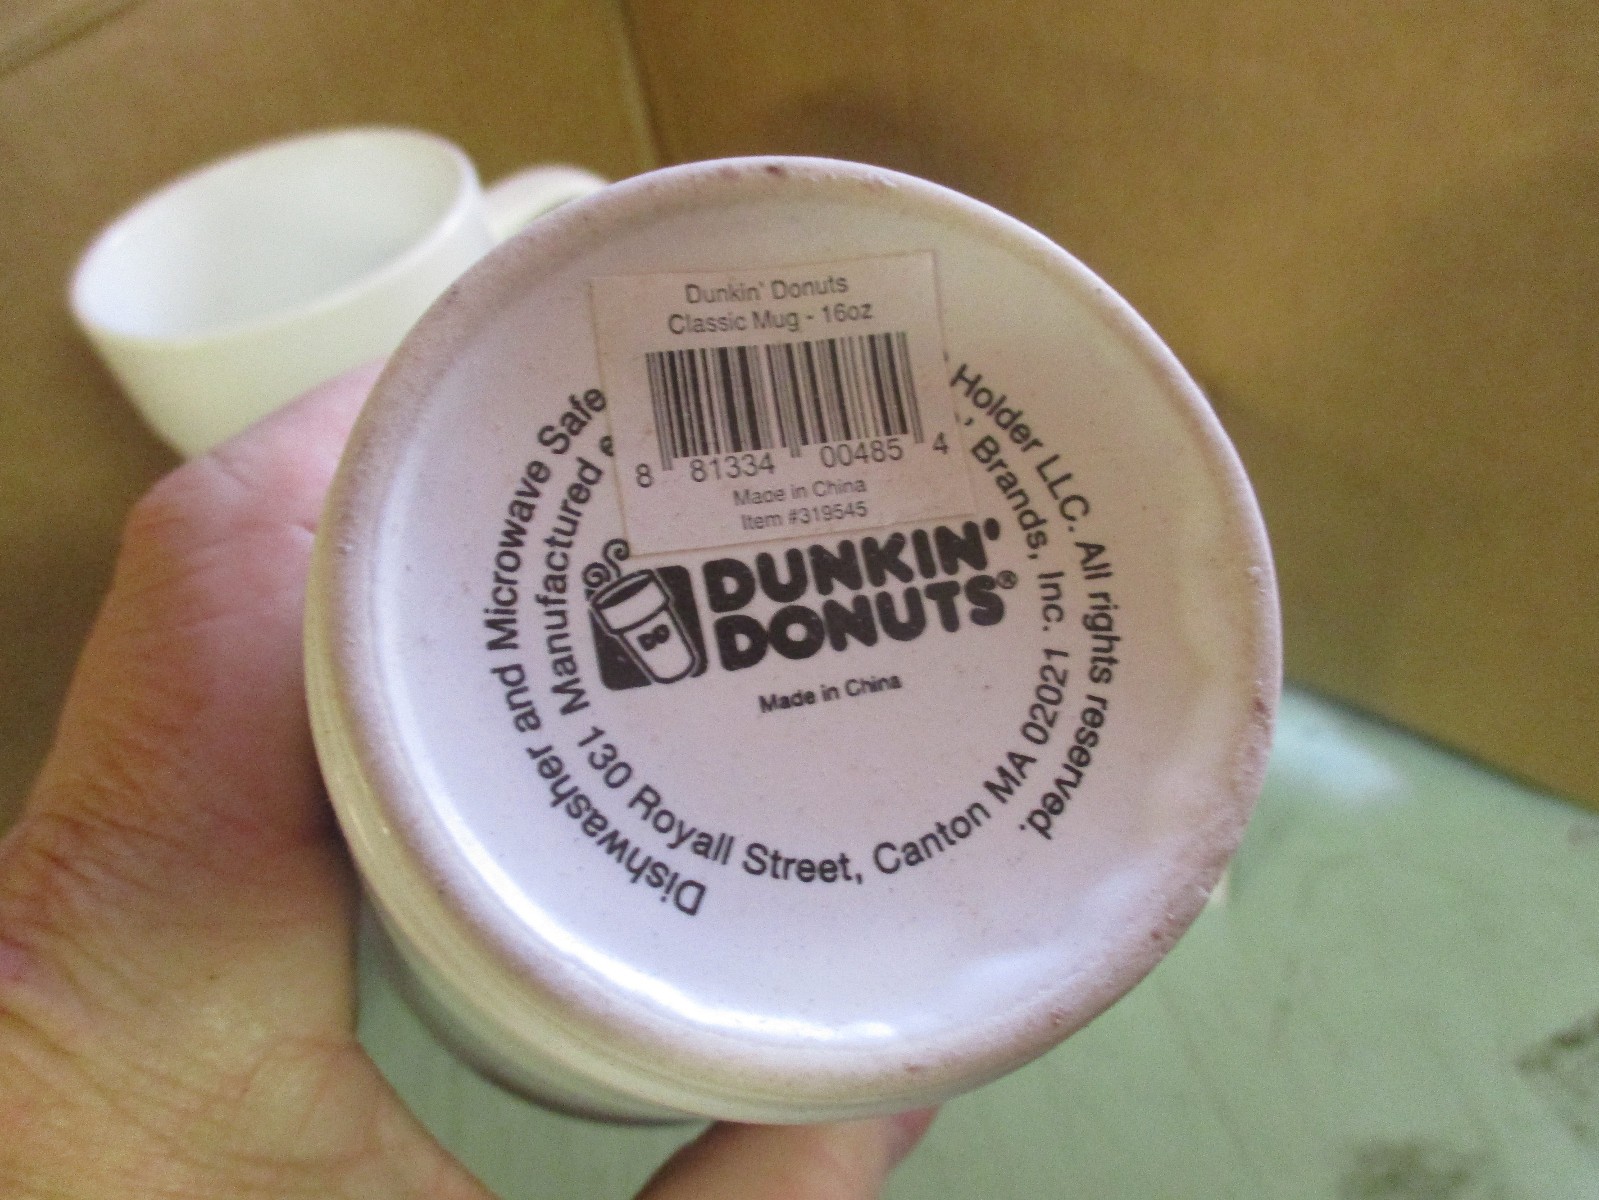 Dunkin' Donuts
Classic Mug - 16oz
8 81334 00485 4
Made in China
Item #319545
DUNKIN'
DONUTS®
DD
Made in China
Dishwasher and Microwave Safe
Holder LLC. All rights reserved.
Manufactured
Brands, Inc.
130 Royall Street, Canton MA 02021